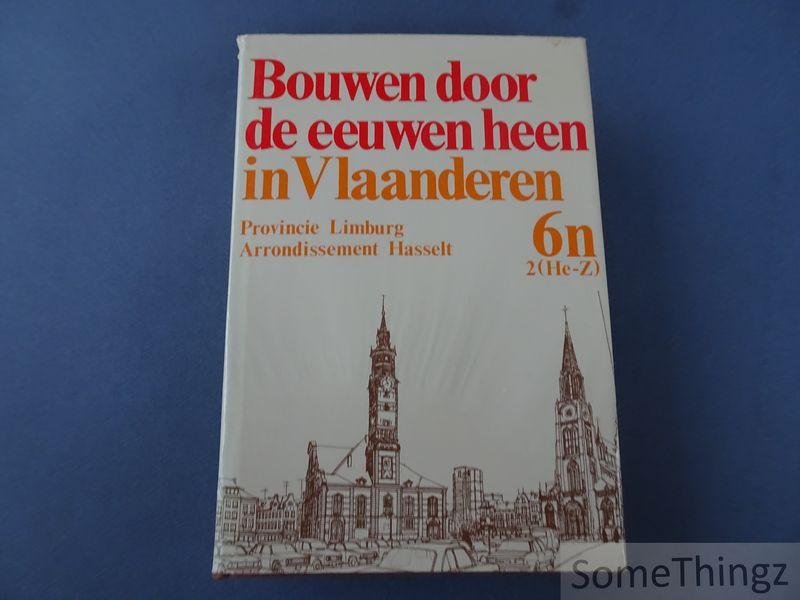 Bouwen door
de eeuwen heen
in Vlaanderen
Provincie Limburg
Arrondissement Hasselt
6n
2(He-Z)
SomeThingz